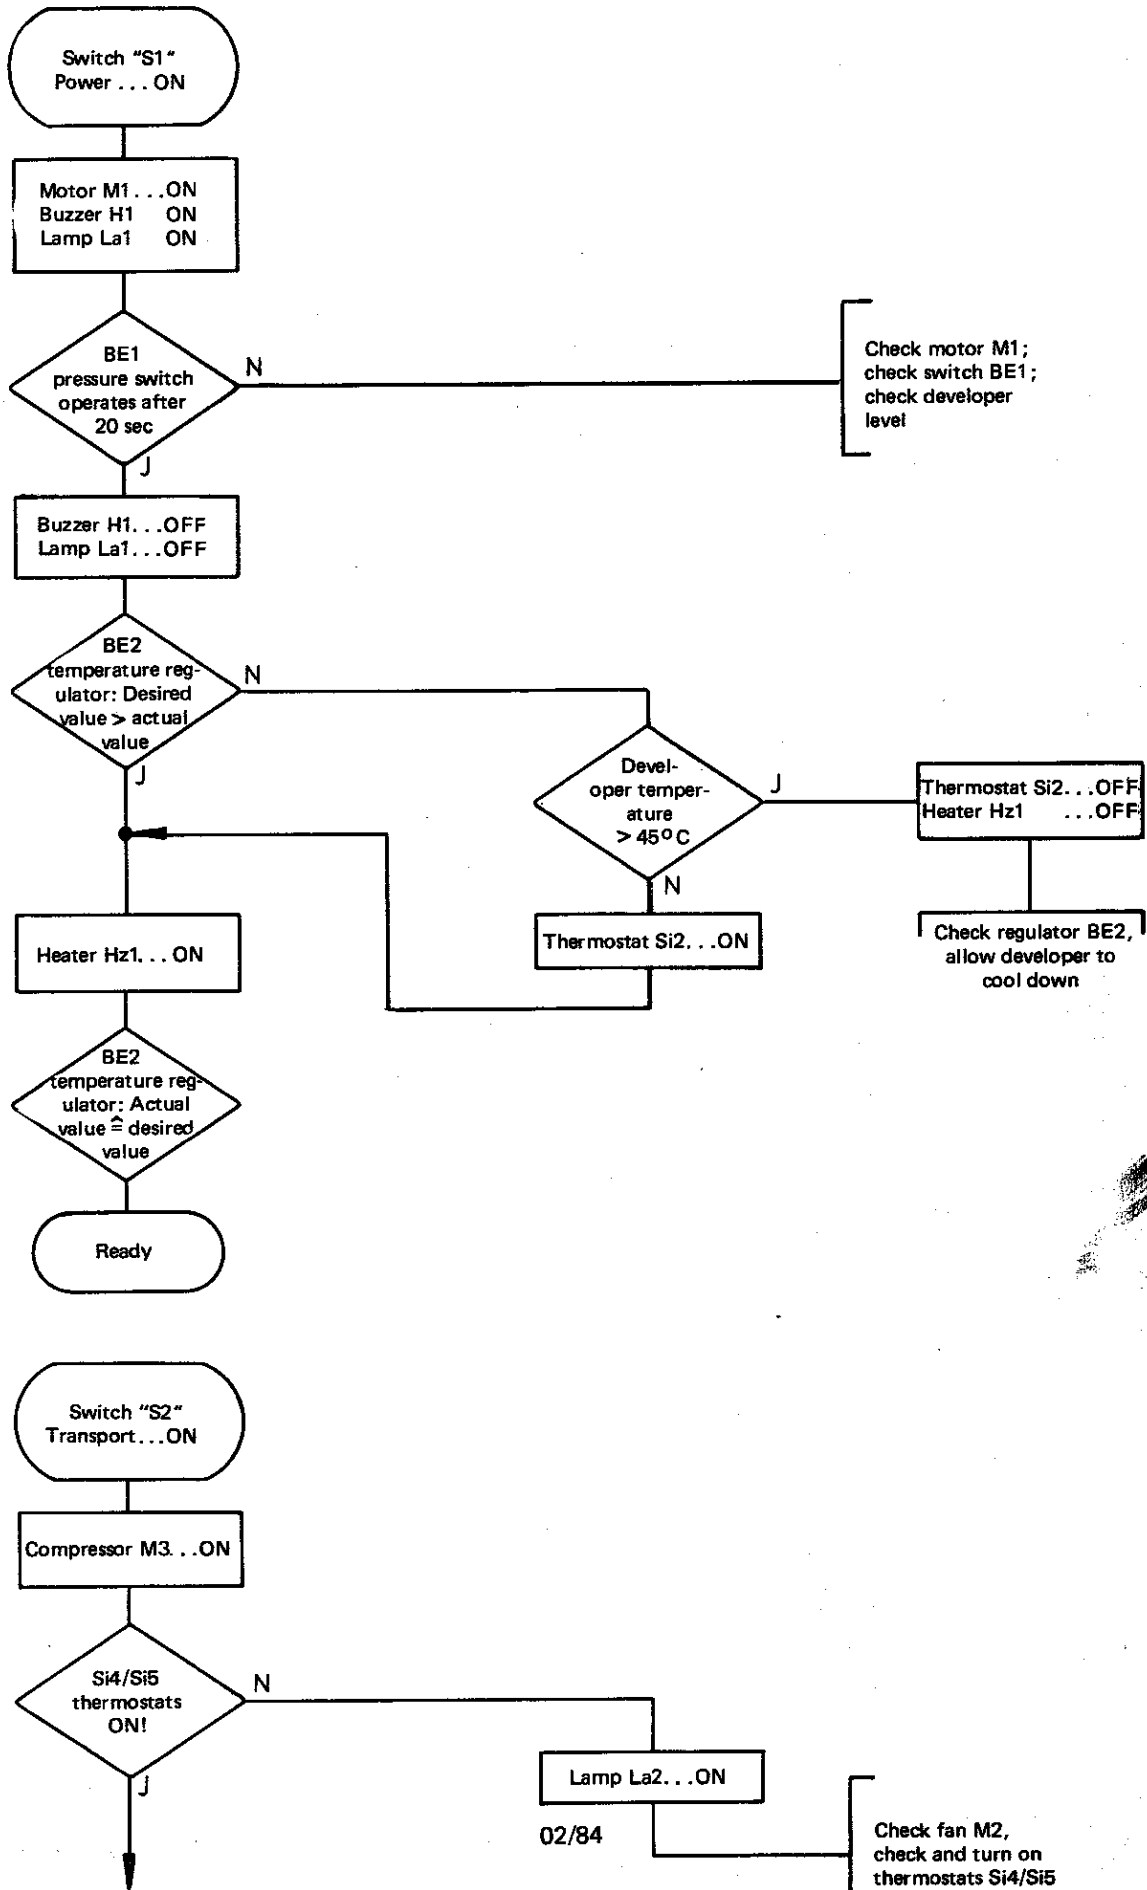 Switch "S1"
Power . . . ON
Motor M1. . .ON
Buzzer H1 ON
Lamp La1 ON
BE1
pressure switch
operates after
20 sec
N
J
Check motor M1;
check switch BE1;
check developer
level
Buzzer H1. . .OFF
Lamp La1. . .OFF
BE2
temperature reg-
ulator: Desired
value > actual
value
N
J
Devel-
oper temper-
ature
> 45°C
J
N
Thermostat Si2. . .OFF
Heater Hz1 . . .OFF
Check regulator BE2,
allow developer to
cool down
Thermostat Si2. . .ON
Heater Hz1. . . ON
BE2
temperature reg-
ulator: Actual
value ≙ desired
value
Ready
Switch "S2"
Transport. . .ON
Compressor M3. . .ON
Si4/Si5
thermostats
ON!
N
J
Lamp La2. . .ON
02/84
Check fan M2,
check and turn on
thermostats Si4/Si5